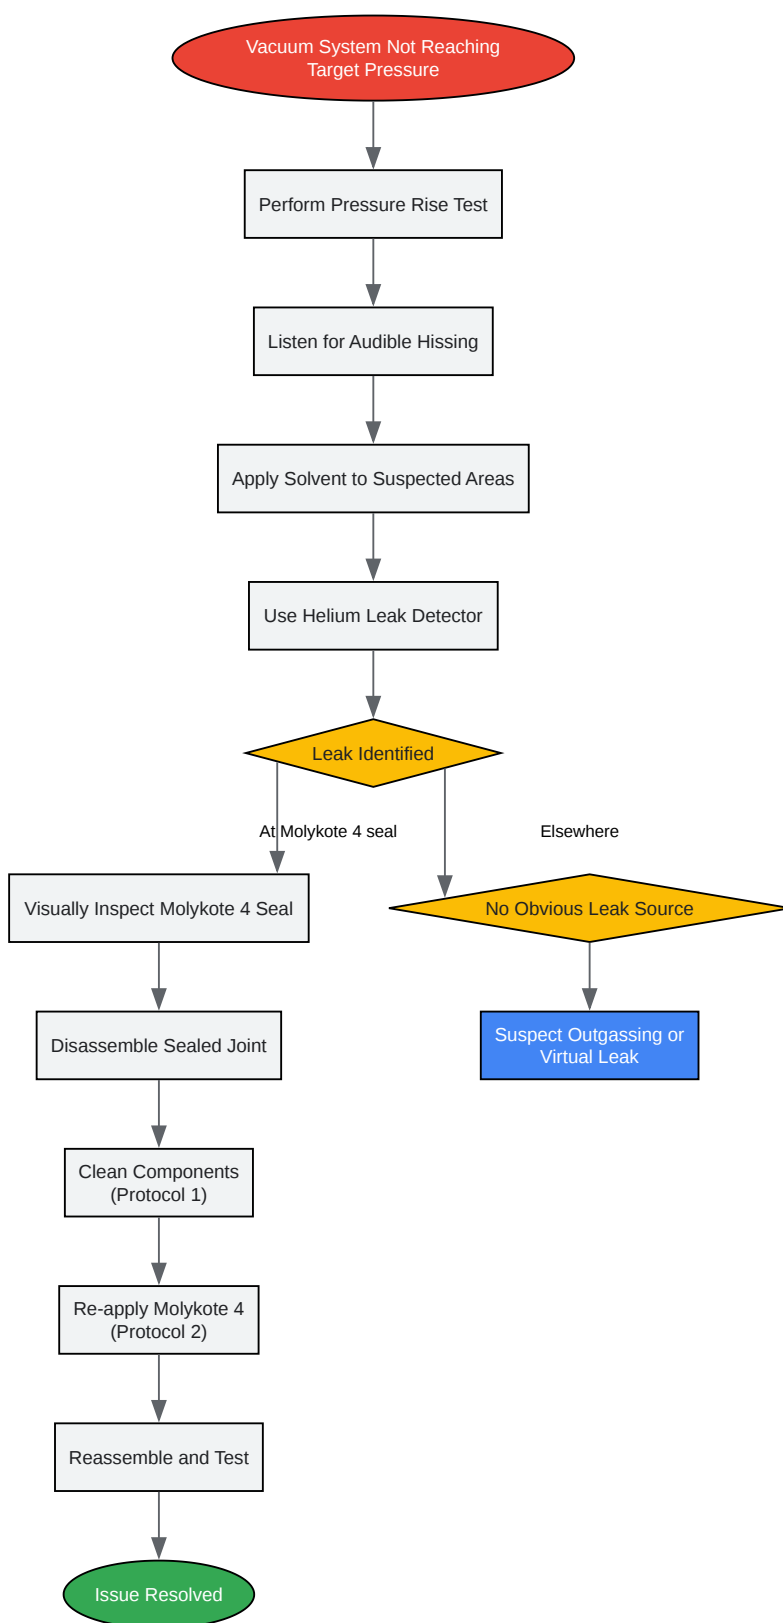 Vacuum System Not Reaching
Target Pressure
Perform Pressure Rise Test
Listen for Audible Hissing
Apply Solvent to Suspected Areas
Use Helium Leak Detector
Leak Identified
At Molykote 4 seal
Elsewhere
Visually Inspect Molykote 4 Seal
No Obvious Leak Source
Disassemble Sealed Joint
Suspect Outgassing or
Virtual Leak
Clean Components
(Protocol 1)
Re-apply Molykote 4
(Protocol 2)
Reassemble and Test
Issue Resolved